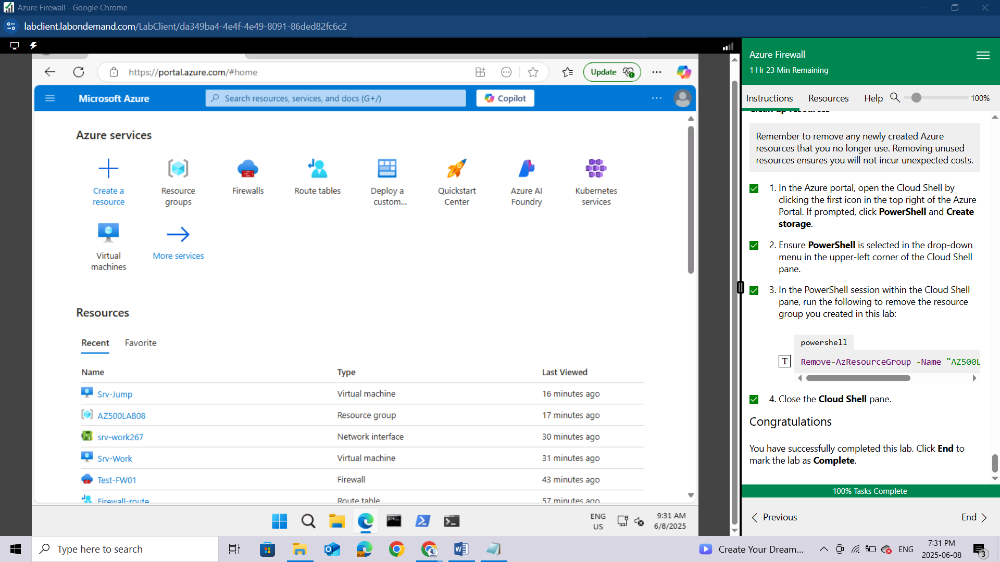 Azure Firewall - Google Chrome
labclient.labondemand.com/LabClient/da349ba4-4e4f-4e49-8091-86ded82fc6c2
https://portal.azure.com/#home
Update
Microsoft Azure
Search resources, services, and docs (G+/)
Copilot
Azure services
Create a resource
Resource groups
Firewalls
Route tables
Deploy a custom...
Quickstart Center
Azure AI Foundry
Kubernetes services
Virtual machines
More services
Resources
Recent
Favorite
Name Type Last Viewed
Srv-Jump Virtual machine 16 minutes ago
AZ500LAB08 Resource group 17 minutes ago
srv-work267 Network interface 30 minutes ago
Srv-Work Virtual machine 31 minutes ago
Test-FW01 Firewall 43 minutes ago
Firewall-route Route table 57 minutes ago
ENG
US
9:31 AM
6/8/2025
Azure Firewall
1 Hr 23 Min Remaining
Instructions Resources Help 100%
Clean up resources
Remember to remove any newly created Azure
resources that you no longer use. Removing unused
resources ensures you will not incur unexpected costs.
1. In the Azure portal, open the Cloud Shell by
clicking the first icon in the top right of the Azure
Portal. If prompted, click PowerShell and Create
storage.
2. Ensure PowerShell is selected in the drop-down
menu in the upper-left corner of the Cloud Shell
pane.
3. In the PowerShell session within the Cloud Shell
pane, run the following to remove the resource
group you created in this lab:
powershell
T Remove-AzResourceGroup -Name "AZ500L
4. Close the Cloud Shell pane.
Congratulations
You have successfully completed this lab. Click End to
mark the lab as Complete.
100% Tasks Complete
Previous
End
Type here to search
Create Your Dream...
ENG
7:31 PM
2025-06-08
3